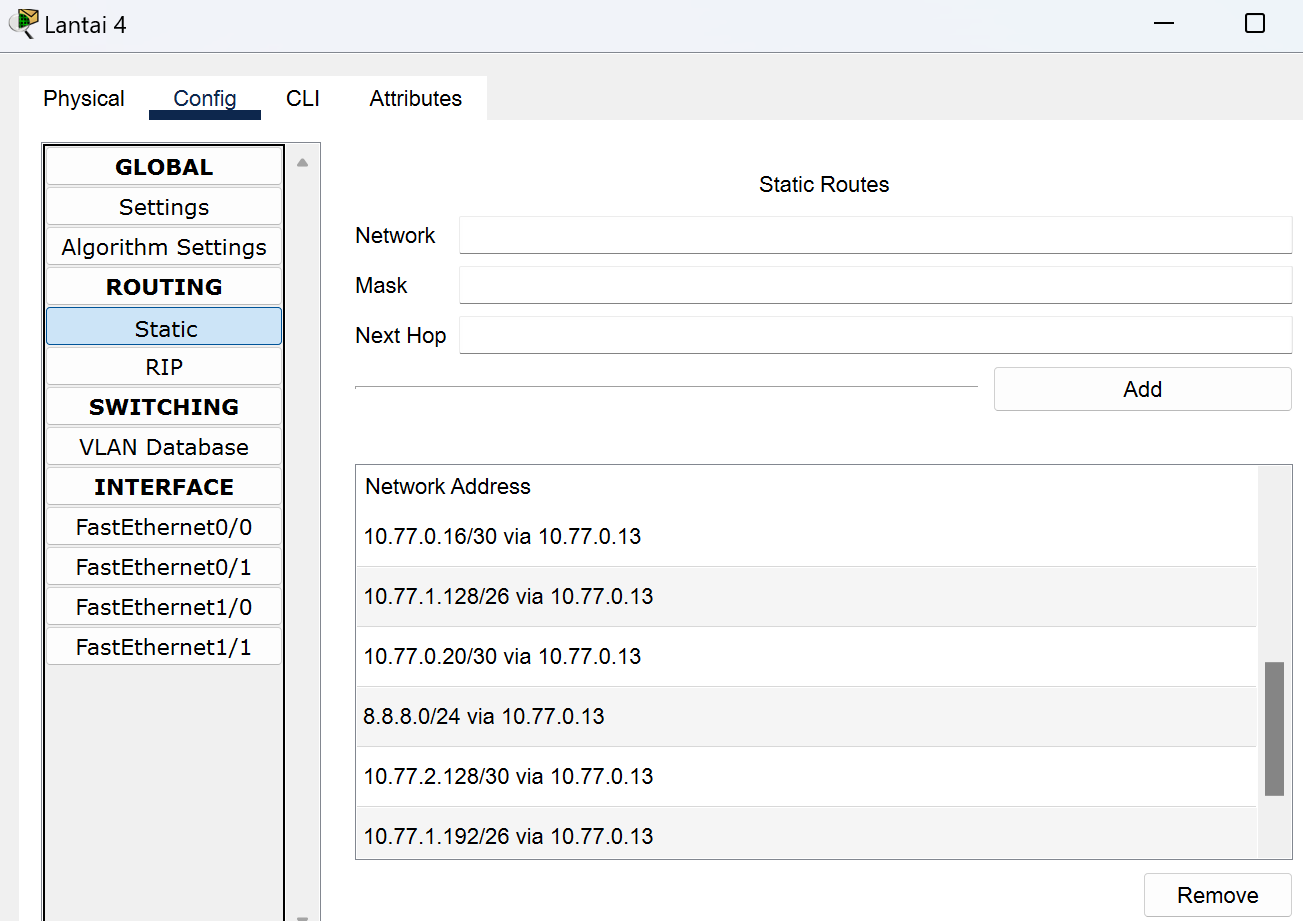 Lantai 4
Physical Config CLI Attributes
GLOBAL
Settings
Algorithm Settings
ROUTING
Static
RIP
SWITCHING
VLAN Database
INTERFACE
FastEthernet0/0
FastEthernet0/1
FastEthernet1/0
FastEthernet1/1
Static Routes
Network
Mask
Next Hop
Add
Network Address
10.77.0.16/30 via 10.77.0.13
10.77.1.128/26 via 10.77.0.13
10.77.0.20/30 via 10.77.0.13
8.8.8.0/24 via 10.77.0.13
10.77.2.128/30 via 10.77.0.13
10.77.1.192/26 via 10.77.0.13
Remove